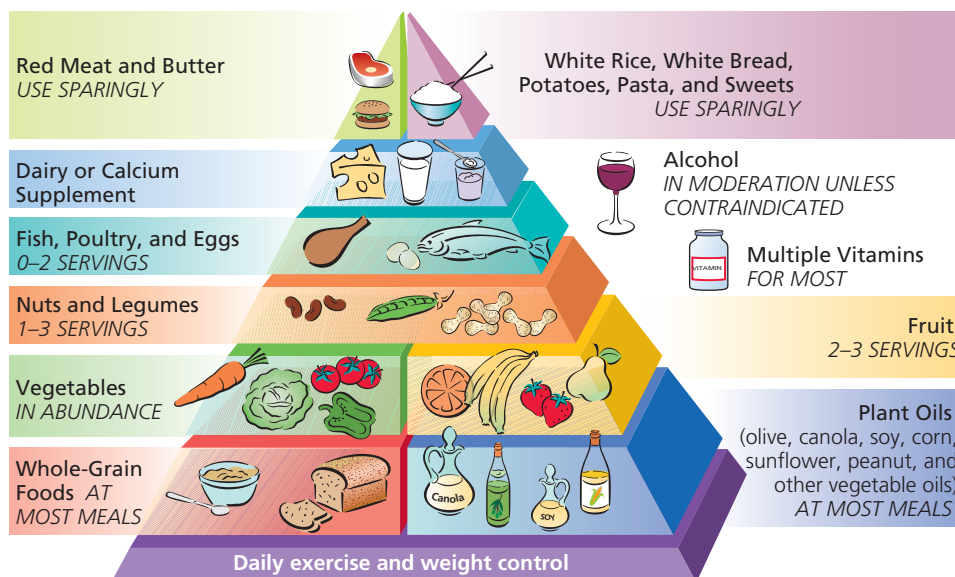 Red Meat and Butter
USE SPARINGLY
White Rice, White Bread,
Potatoes, Pasta, and Sweets
USE SPARINGLY
Dairy or Calcium
Supplement
Alcohol
IN MODERATION UNLESS
CONTRAINDICATED
Fish, Poultry, and Eggs
0–2 SERVINGS
VITAMIN
Multiple Vitamins
FOR MOST
Nuts and Legumes
1–3 SERVINGS
Fruit
2–3 SERVINGS
Vegetables
IN ABUNDANCE
Plant Oils
(olive, canola, soy, corn,
sunflower, peanut, and
other vegetable oils)
AT MOST MEALS
Whole-Grain
Foods AT
MOST MEALS
Canola
SOY
Daily exercise and weight control